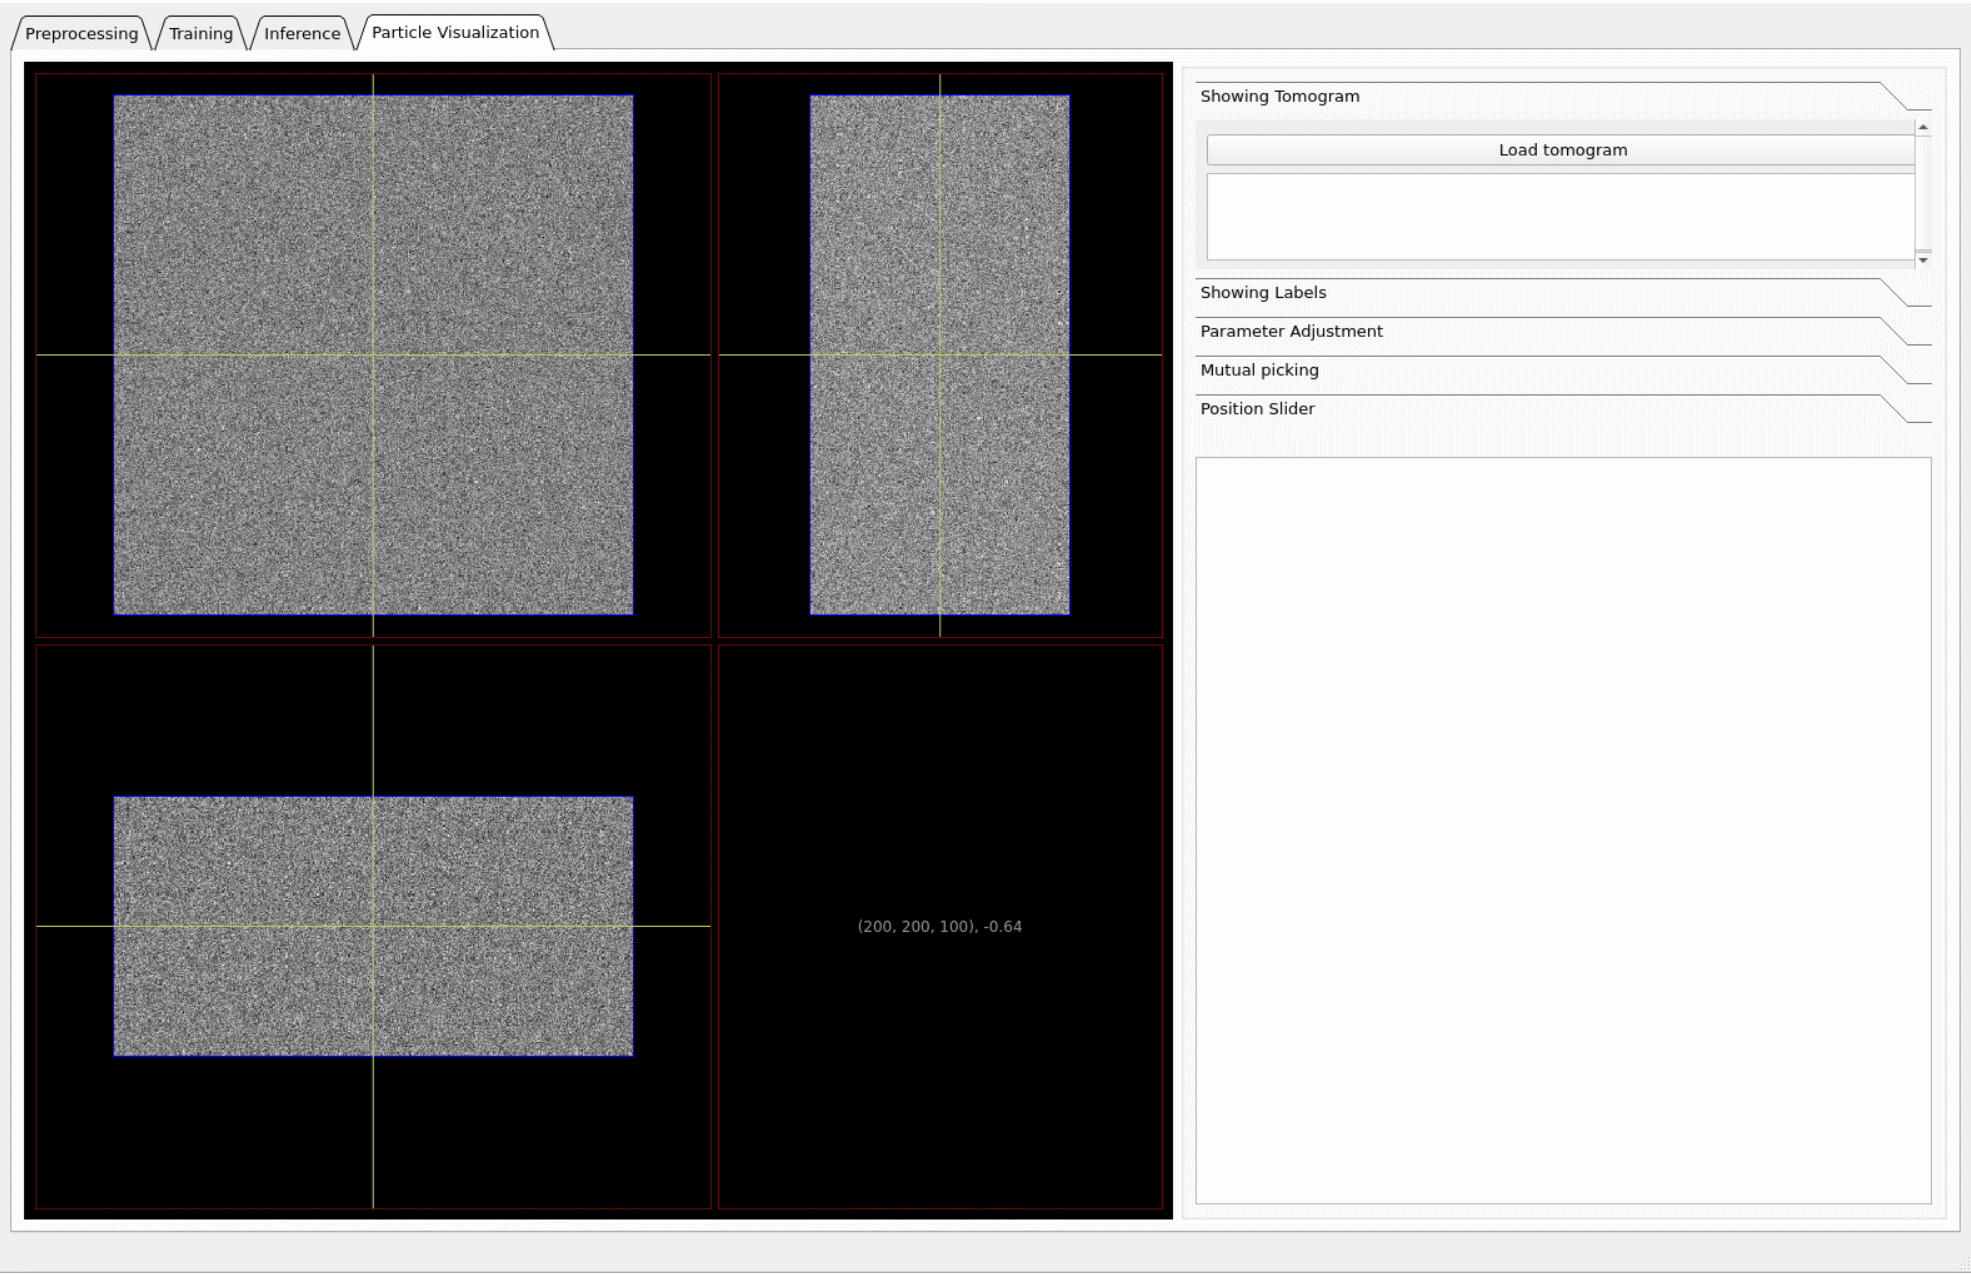 Preprocessing Training Inference Particle Visualization
Showing Tomogram
Load tomogram
Showing Labels
Parameter Adjustment
Mutual picking
Position Slider
(200, 200, 100), -0.64